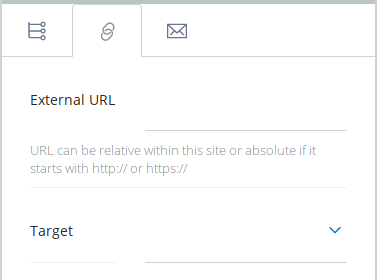 External URL
URL can be relative within this site or absolute if it
starts with http:// or https://
Target